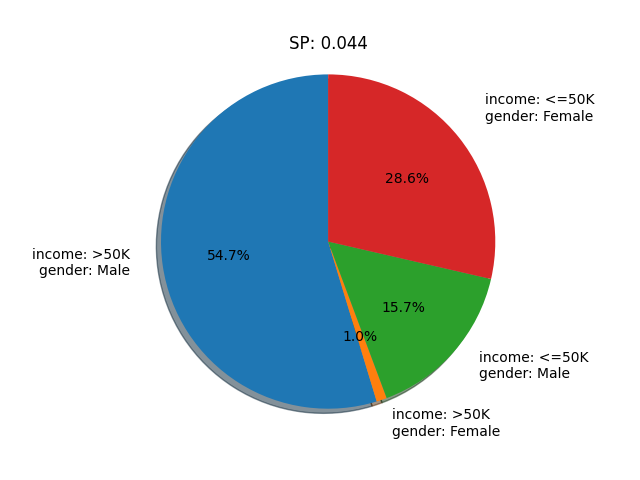 SP: 0.044
income: <=50K
gender: Female
28.6%
income: >50K
gender: Male
54.7%
15.7%
1.0%
income: <=50K
gender: Male
income: >50K
gender: Female